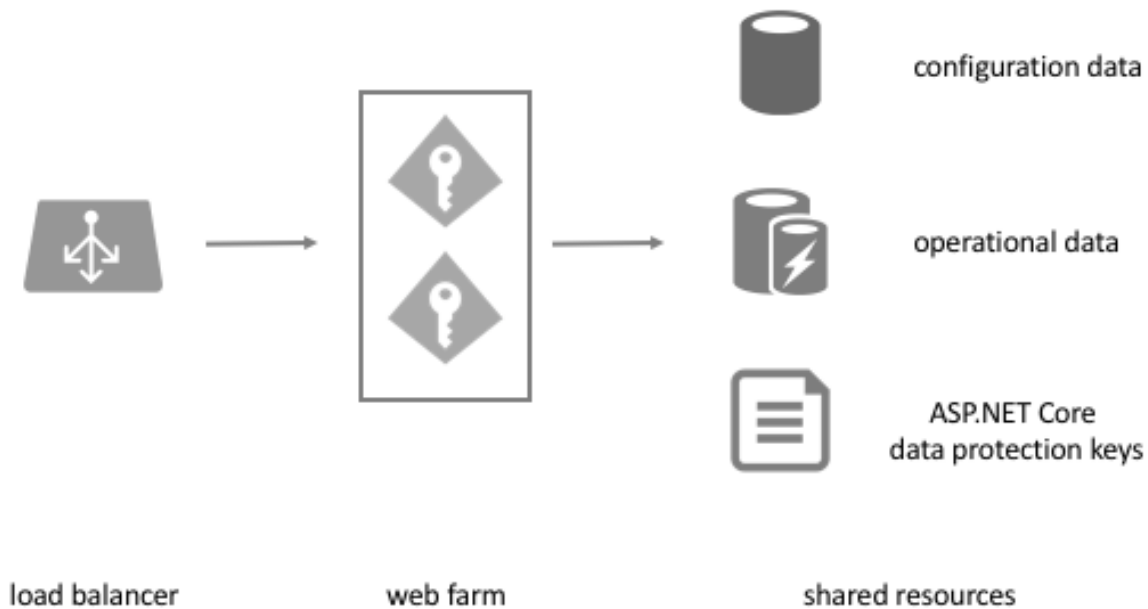 configuration data
operational data
ASP.NET Core
data protection keys
load balancer
web farm
shared resources